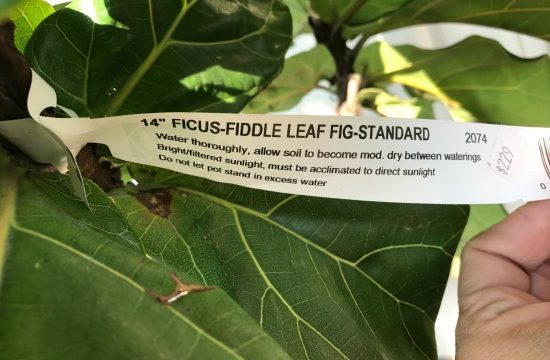 14" FICUS-FIDDLE LEAF FIG-STANDARD 2074
Water thoroughly, allow soil to become mod. dry between waterings
Bright/filtered sunlight, must be acclimated to direct sunlight
Do not let pot stand in excess water
$229
0